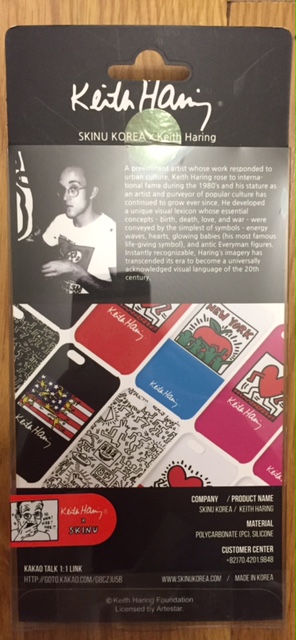 Keith Haring
SKINU KOREA x Keith Haring
A prevalent artist whose work responded to
urban culture. Keith Haring rose to interna-
tional fame during the 1980's and his stature as
an artist and purveyor of popular culture has
continued to grow ever since. He developed
a unique visual lexicon whose essential
concepts - birth, death, love, and war - were
conveyed by the simplest of symbols - energy
waves, hearts, glowing babies (his most famous
life-giving symbol), and antic Everyman figures.
Instantly recognizable, Haring's imagery has
transcended its era to become a universally
acknowledged visual language of the 20th
century.
Keith Haring
NEW YORK
Keith Haring
Keith Haring
Keith Haring
Keith Haring
Keith Haring
x
SKINU
COMPANY / PRODUCT NAME
SKINU KOREA / KEITH HARING
MATERIAL
POLYCARBONATE (PC), SILICONE
CUSTOMER CENTER
+82)70.4201.9848
KAKAO TALK 1:1 LINK
HTTP://GOTO.KAKAO.COM/G8CZJU5B
WWW.SKINUKOREA.COM / MADE IN KOREA
©Keith Haring Foundation
Licensed by Artestar.